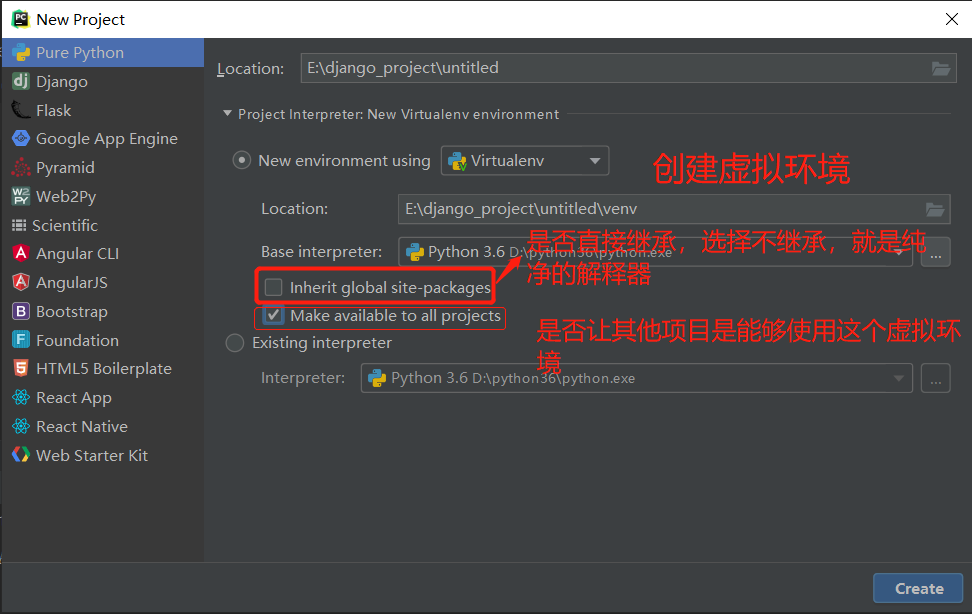 New Project
Pure Python
Django
Flask
Google App Engine
Pyramid
Web2Py
Scientific
Angular CLI
AngularJS
Bootstrap
Foundation
HTML5 Boilerplate
React App
React Native
Web Starter Kit
Location: E:\django_project\untitled
Project Interpreter: New Virtualenv environment
New environment using Virtualenv
创建虚拟环境
Location: E:\django_project\untitled\venv
Base interpreter: Python 3.6 D:\python36\python.exe
是否直接继承，选择不继承，就是纯
净的解释器
Inherit global site-packages
Make available to all projects
是否让其他项目是能够使用这个虚拟环
境
Existing interpreter
Interpreter: Python 3.6 D:\python36\python.exe
Create